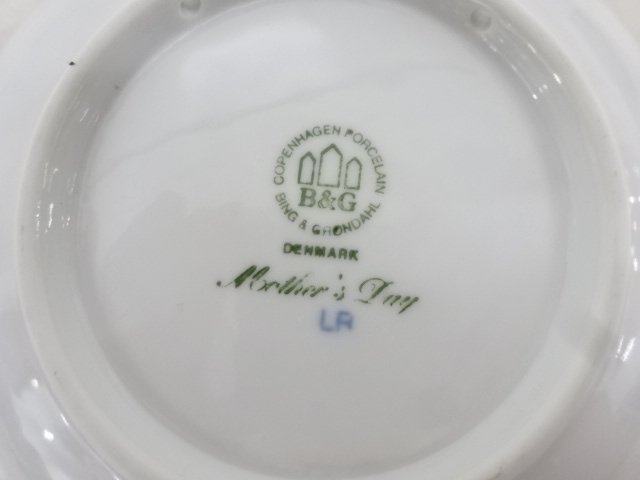 COPENHAGEN PORCELAIN
B&G
BING & GRØNDAHL
DENMARK
Mother's Day
LR